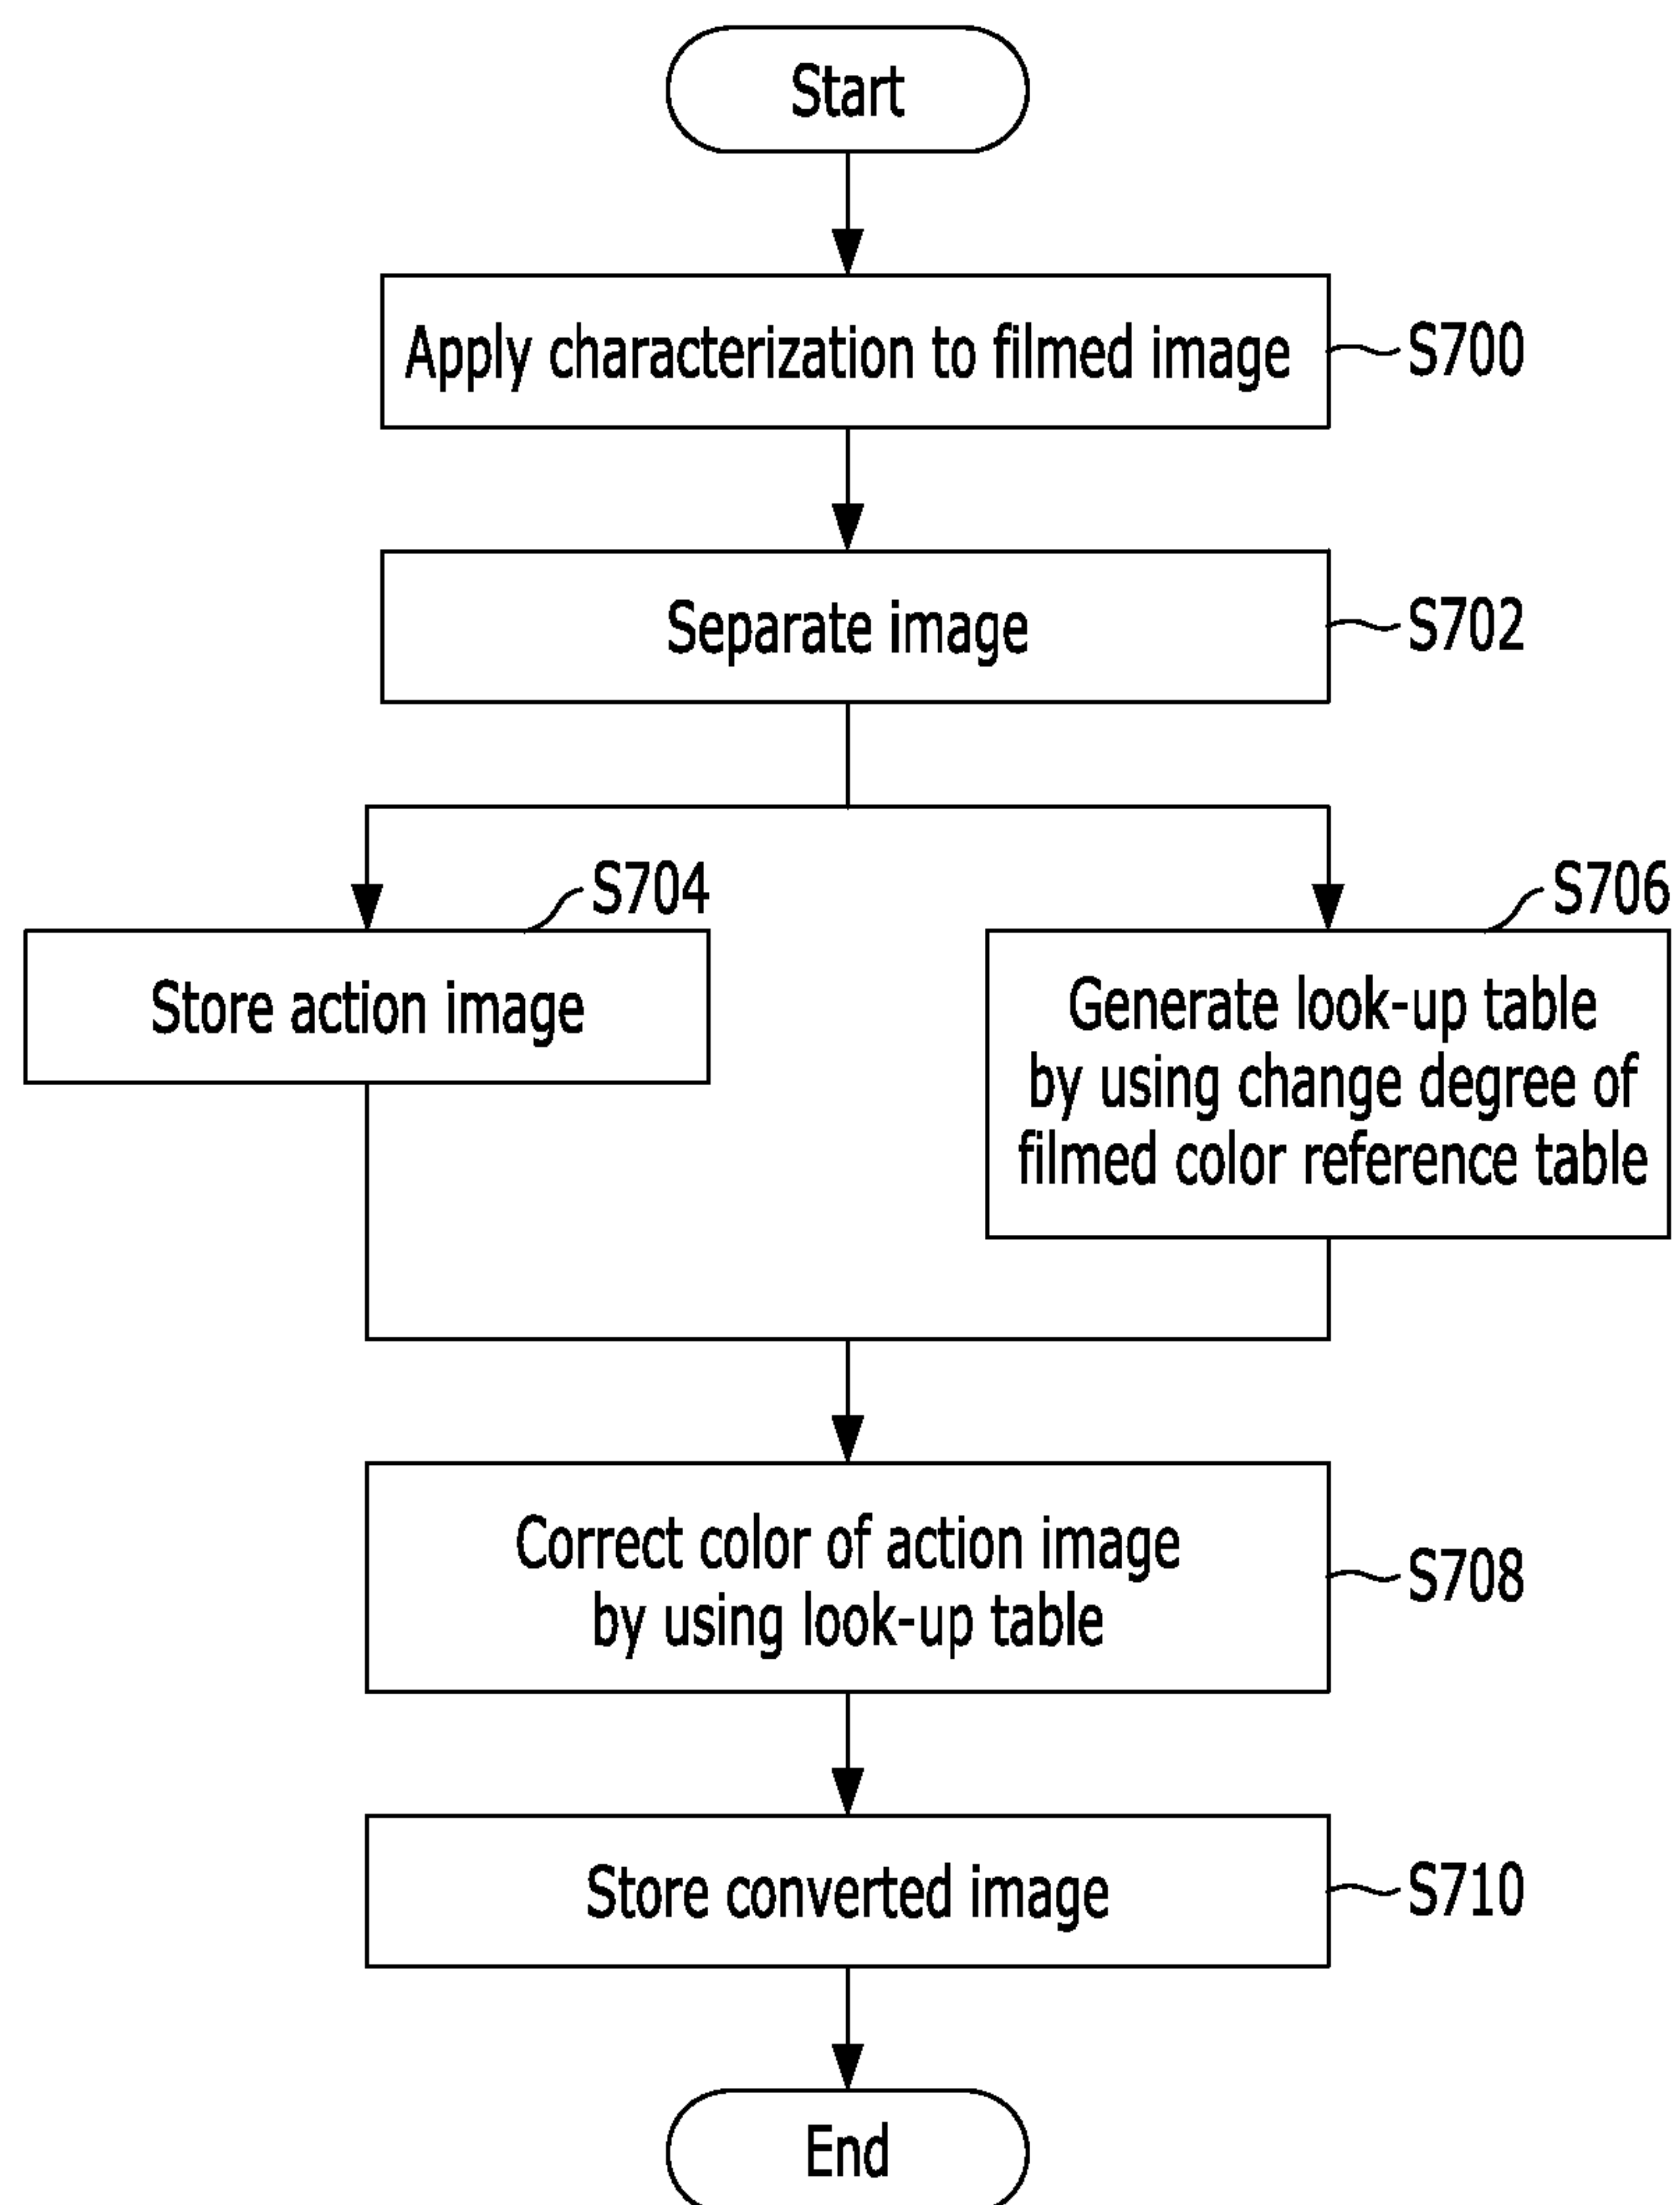 Start
Apply characterization to filmed image
S700
Separate image
S702
S704
Store action image
S706
Generate look-up table
by using change degree of
filmed color reference table
Correct color of action image
by using look-up table
S708
Store converted image
S710
End